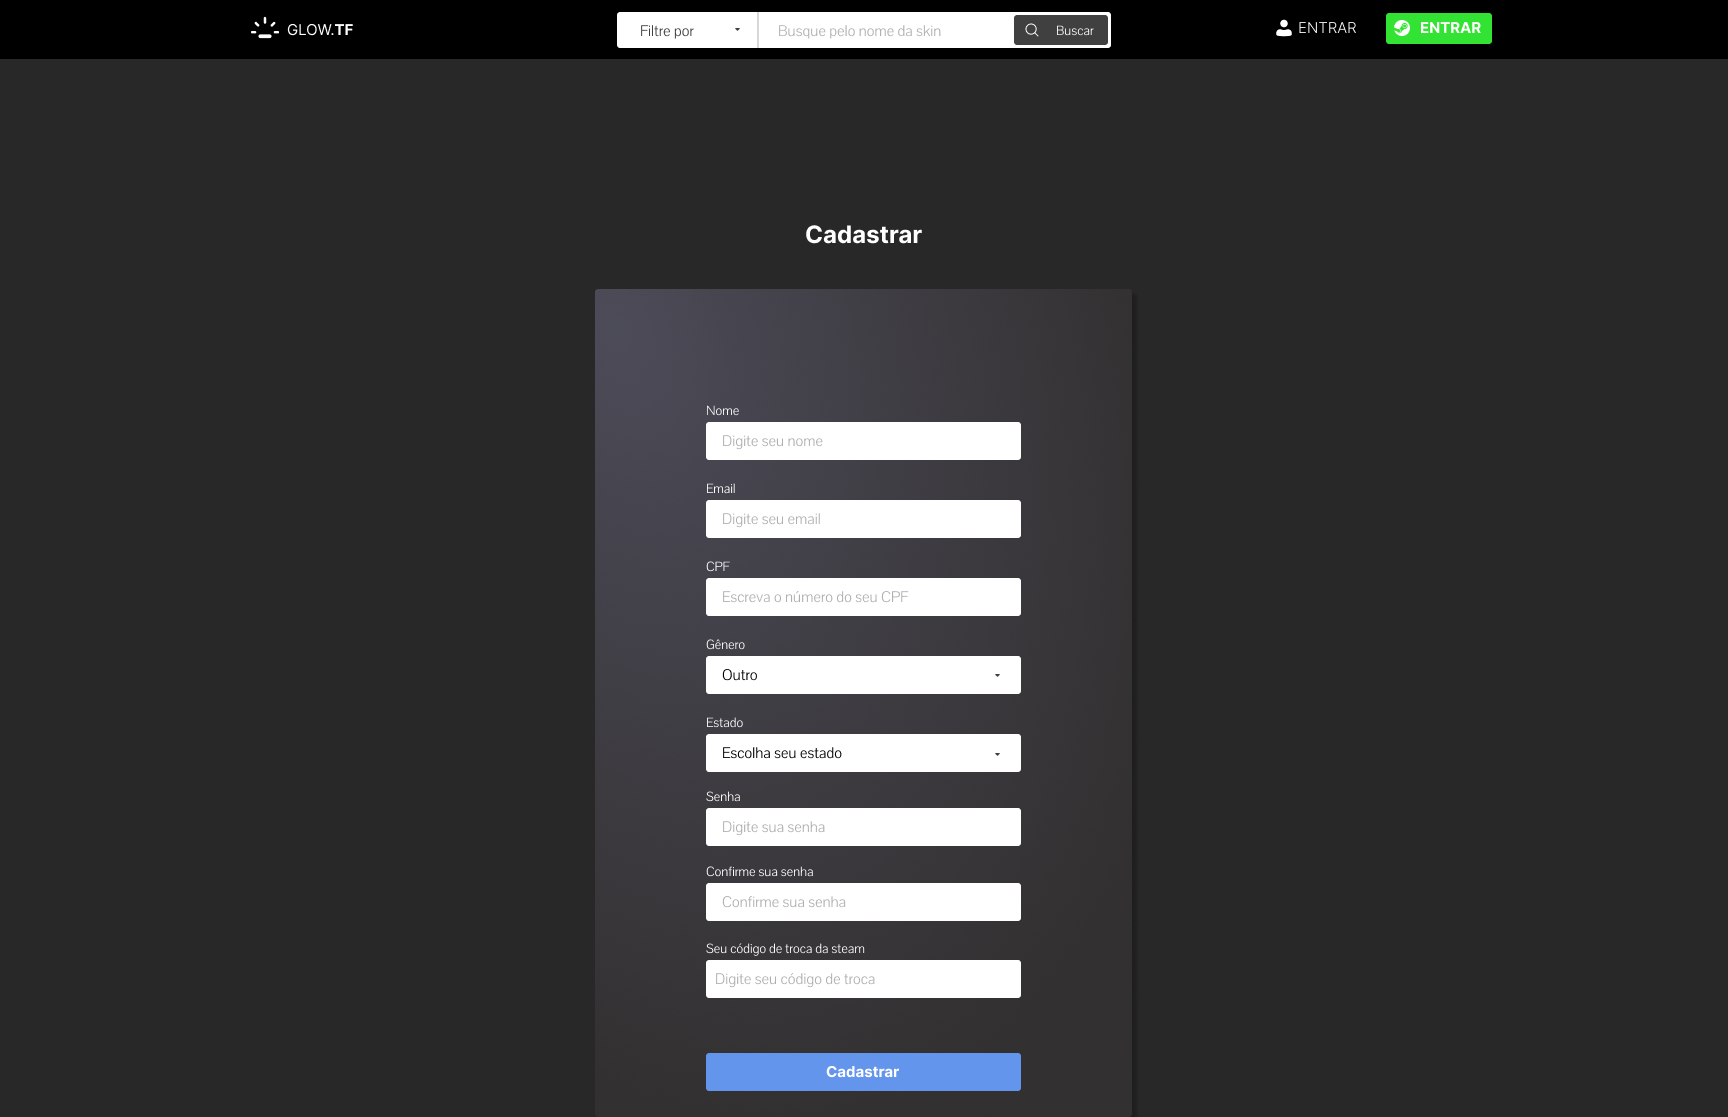 GLOW.TF
Filtre por
Busque pelo nome da skin
Buscar
ENTRAR
ENTRAR
Cadastrar
Nome
Digite seu nome
Email
Digite seu email
CPF
Escreva o número do seu CPF
Gênero
Outro
Estado
Escolha seu estado
Senha
Digite sua senha
Confirme sua senha
Confirme sua senha
Seu código de troca da steam
Digite seu código de troca
Cadastrar